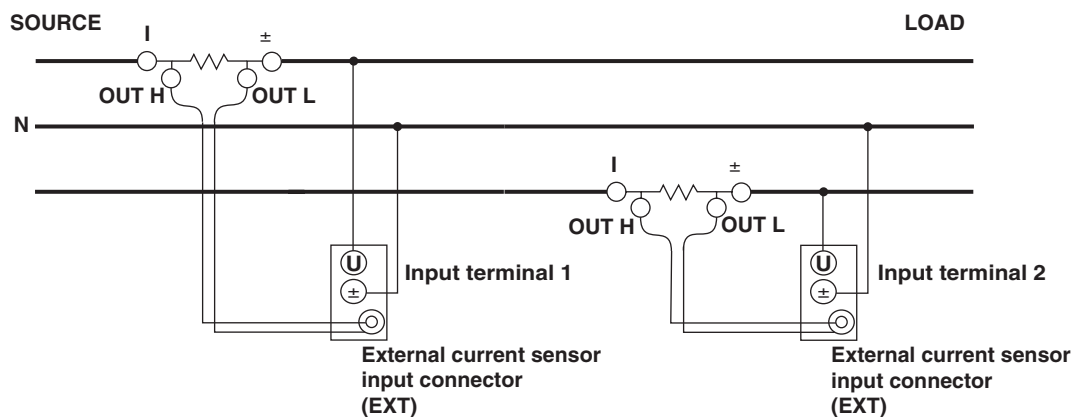 SOURCE
LOAD
I
±
OUT H
OUT L
N
I
±
OUT H
OUT L
U
±
Input terminal 1
External current sensor
input connector
(EXT)
U
±
Input terminal 2
External current sensor
input connector
(EXT)